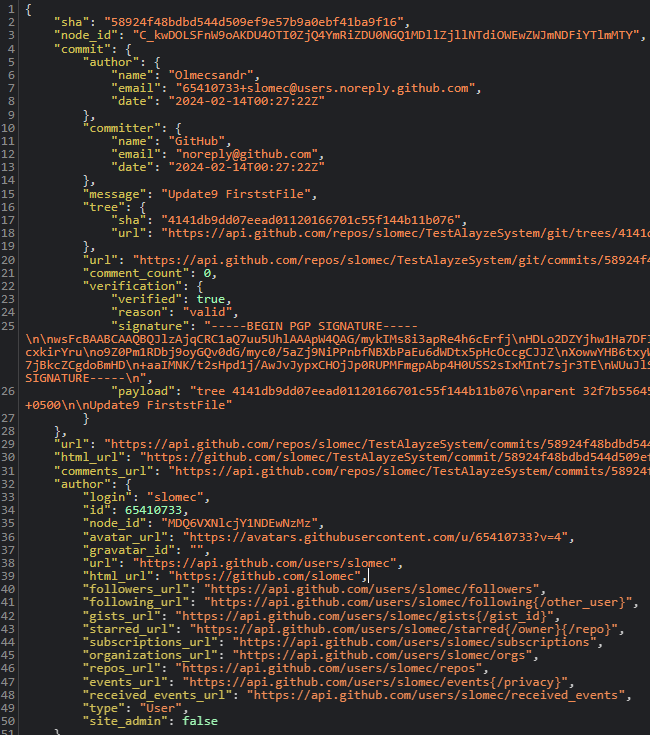 1 {
2 "sha": "58924f48bdbd544d509ef9e57b9a0ebf41ba9f16",
3 "node_id": "C_kwDOLSFnW9oAKDU4OTI0ZjQ4YmRiZDU0NGQ1MDllZjllNTdiOWEwZWJmNDFiYTlmMTY",
4 "commit": {
5 "author": {
6 "name": "Olmecsandr",
7 "email": "65410733+slomec@users.noreply.github.com",
8 "date": "2024-02-14T00:27:22Z"
9 },
10 "committer": {
11 "name": "GitHub",
12 "email": "noreply@github.com",
13 "date": "2024-02-14T00:27:22Z"
14 },
15 "message": "Update9 FirststFile",
16 "tree": {
17 "sha": "4141db9dd07eead01120166701c55f144b11b076",
18 "url": "https://api.github.com/repos/slomec/TestAlayzeSystem/git/trees/4141d
19 },
20 "url": "https://api.github.com/repos/slomec/TestAlayzeSystem/git/commits/58924f4
21 "comment_count": 0,
22 "verification": {
23 "verified": true,
24 "reason": "valid",
25 "signature": "-----BEGIN PGP SIGNATURE-----
\n\nwsFcBAABCAAQBQJlzAjqCRC1aQ7uu5UhlAAApW4QAG/mykIMs8i3apRe4h6cErfj\nHDLo2DZYjhw1Ha7DF
cxkirYru\no9Z0Pm1RDbj9oyGQv0dG/myc0/5aZj9NiPPnbfNBXbPaEu6dWDtx5pHcOccgCJJZ\nXowwYHB6txyW
7jBkcZCgdoBmHD\n+aaIMNK/t2sHpd1j/AwJvJypxCHOjJp0RUPMFmgpAbp4H0USS2sIxMInt7sjr3TE\nWUuJlS
SIGNATURE-----\n",
26 "payload": "tree 4141db9dd07eead01120166701c55f144b11b076\nparent 32f7b55645
+0500\n\nUpdate9 FirststFile"
27 }
28 },
29 "url": "https://api.github.com/repos/slomec/TestAlayzeSystem/commits/58924f48bdbd544
30 "html_url": "https://github.com/slomec/TestAlayzeSystem/commit/58924f48bdbd544d509ef
31 "comments_url": "https://api.github.com/repos/slomec/TestAlayzeSystem/commits/58924f
32 "author": {
33 "login": "slomec",
34 "id": 65410733,
35 "node_id": "MDQ6VXNlcjY1NDEwNzMz",
36 "avatar_url": "https://avatars.githubusercontent.com/u/65410733?v=4",
37 "gravatar_id": "",
38 "url": "https://api.github.com/users/slomec",
39 "html_url": "https://github.com/slomec",
40 "followers_url": "https://api.github.com/users/slomec/followers",
41 "following_url": "https://api.github.com/users/slomec/following{/other_user}",
42 "gists_url": "https://api.github.com/users/slomec/gists{/gist_id}",
43 "starred_url": "https://api.github.com/users/slomec/starred{/owner}{/repo}",
44 "subscriptions_url": "https://api.github.com/users/slomec/subscriptions",
45 "organizations_url": "https://api.github.com/users/slomec/orgs",
46 "repos_url": "https://api.github.com/users/slomec/repos",
47 "events_url": "https://api.github.com/users/slomec/events{/privacy}",
48 "received_events_url": "https://api.github.com/users/slomec/received_events",
49 "type": "User",
50 "site_admin": false
51 }